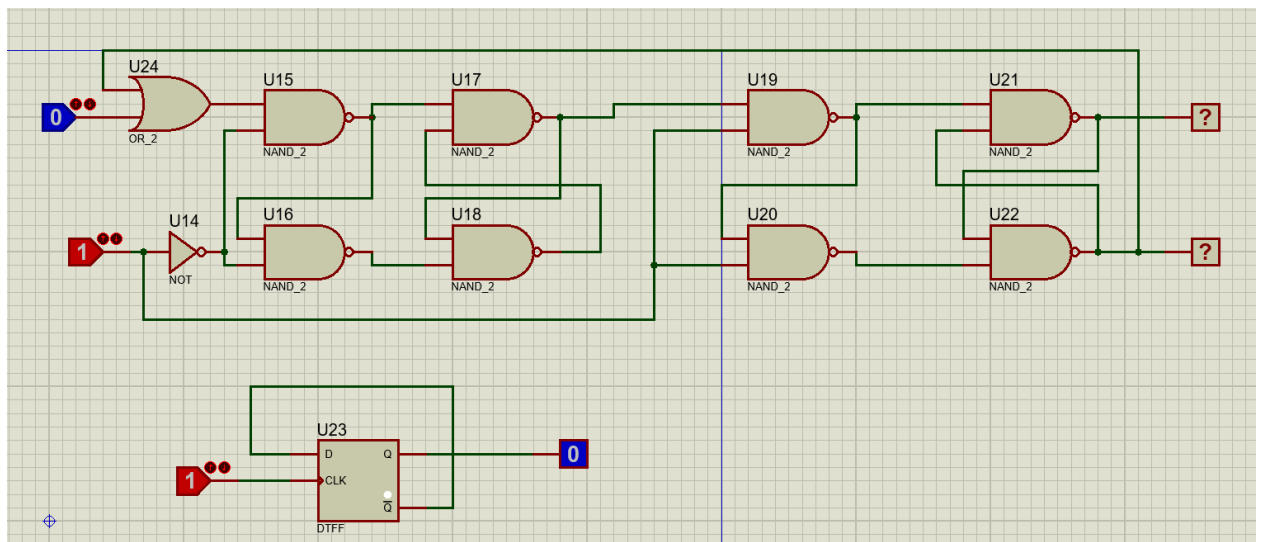 U24
OR_2
0
U15
NAND_2
U17
NAND_2
U19
NAND_2
U21
NAND_2
?
1
U14
NOT
U16
NAND_2
U18
NAND_2
U20
NAND_2
U22
NAND_2
?
U23
D Q
CLK
Q
DTFF
1
0